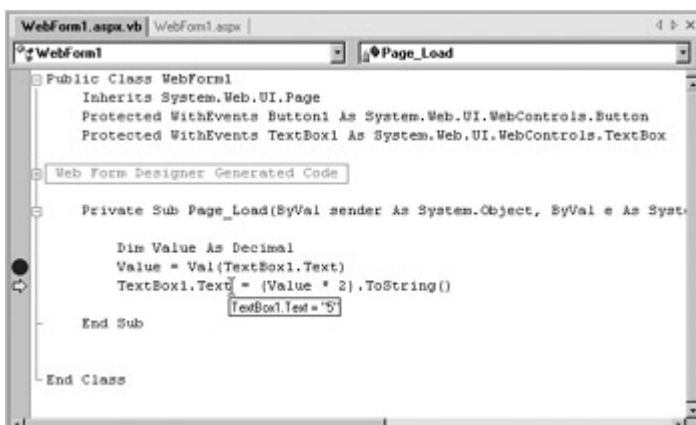 WebForm1.aspx.vb WebForm1.aspx
WebForm1 Page_Load
Public Class WebForm1
Inherits System.Web.UI.Page
Protected WithEvents Button1 As System.Web.UI.WebControls.Button
Protected WithEvents TextBox1 As System.Web.UI.WebControls.TextBox
Web Form Designer Generated Code
Private Sub Page_Load(ByVal sender As System.Object, ByVal e As Syst
Dim Value As Decimal
Value = Val(TextBox1.Text)
TextBox1.Text = (Value * 2).ToString()
TextBox1.Text = "5"
End Sub
End Class